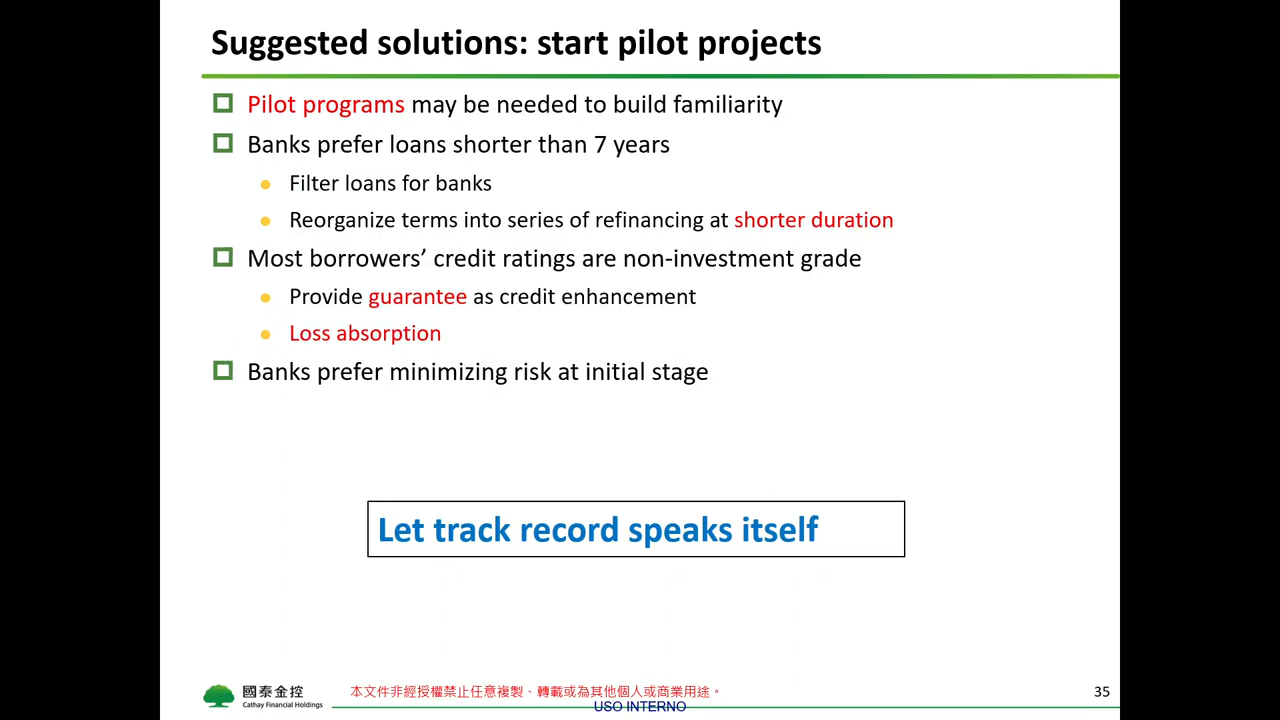 Suggested solutions: start pilot projects
Pilot programs may be needed to build familiarity
Banks prefer loans shorter than 7 years
Filter loans for banks
Reorganize terms into series of refinancing at shorter duration
Most borrowers’ credit ratings are non-investment grade
Provide guarantee as credit enhancement
Loss absorption
Banks prefer minimizing risk at initial stage
Let track record speaks itself
國泰金控
Cathay Financial Holdings
本文件非經授權禁止任意複製、轉載或為其他個人或商業用途。
USO INTERNO
35